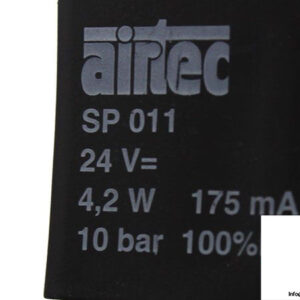 airtec
SP 011
24 V=
4,2 W 175 mA
10 bar 100%